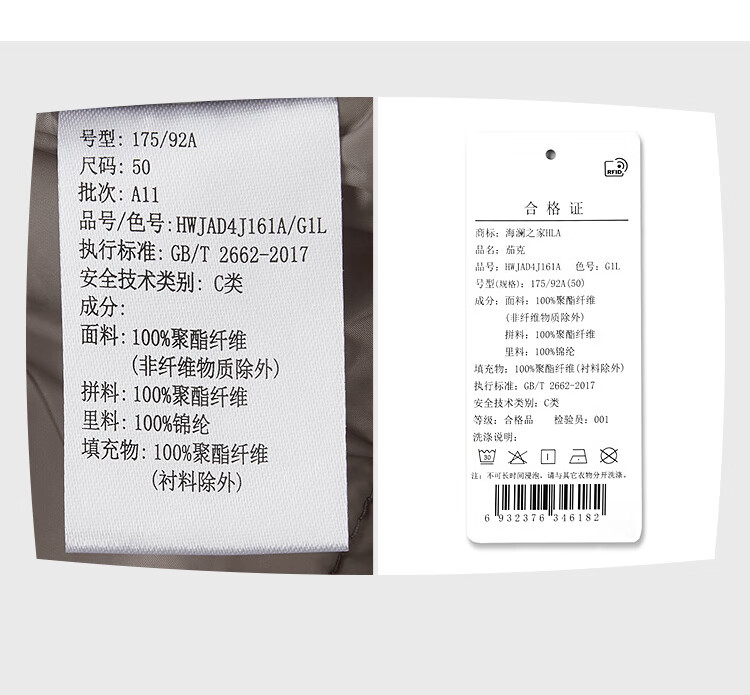 号型: 175/92A
尺码: 50
批次: A11
品号/色号: HWJAD4J161A/G1L
执行标准: GB/T 2662-2017
安全技术类别: C类
成分:
面料: 100%聚酯纤维
(非纤维物质除外)
拼料: 100%聚酯纤维
里料: 100%锦纶
填充物: 100%聚酯纤维
(衬料除外)
RFID
合格证
商标: 海澜之家HLA
品名: 茄克
品号: HWJAD4J161A 色号: G1L
号型(规格): 175/92A(50)
成分: 面料: 100%聚酯纤维
(非纤维物质除外)
拼料: 100%聚酯纤维
里料: 100%锦纶
填充物: 100%聚酯纤维(衬料除外)
执行标准: GB/T 2662-2017
安全技术类别: C类
等级: 合格品 检验员: 001
洗涤说明:
30
注: 不可长时间浸泡, 请与其它衣物分开洗涤.
6 932376 346182